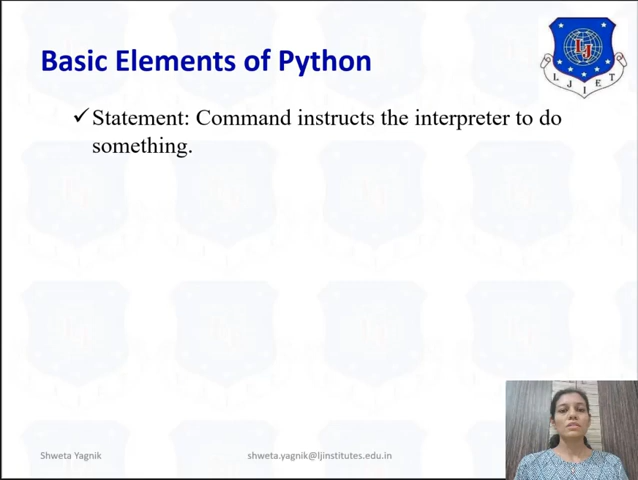 Basic Elements of Python
LJ
L J I E T
✓Statement: Command instructs the interpreter to do
something.
Shweta Yagnik
shweta.yagnik@ljinstitutes.edu.in